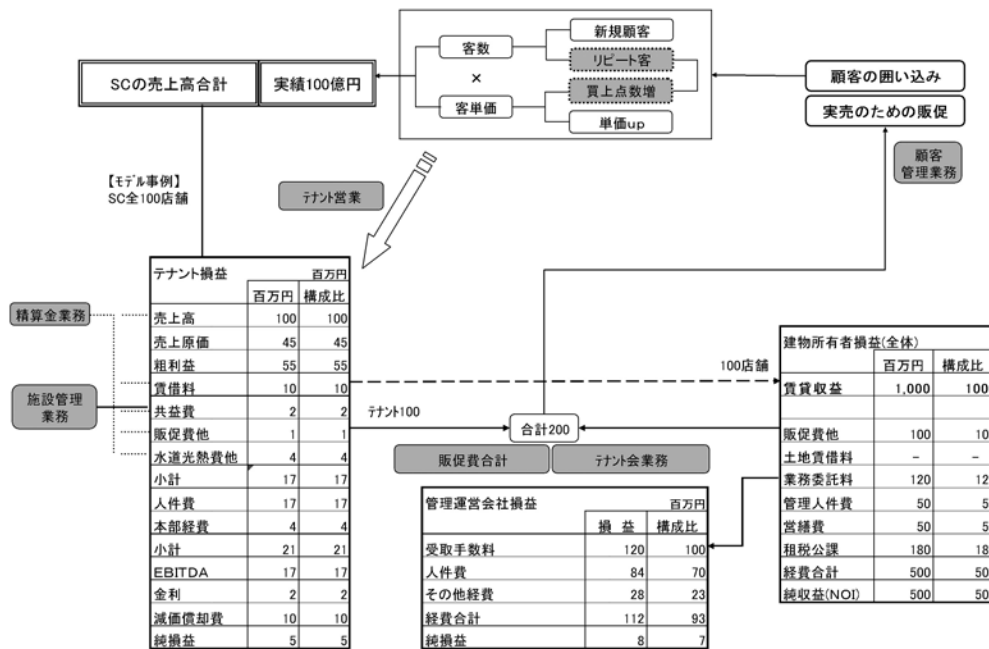 新規顧客
客数
リピート客
SCの売上高合計
実績100億円
×
顧客の囲い込み
買上点数増
客単価
実売のための販促
単価up
顧客
管理業務
【モデル事例】
SC全100店舗
テナント営業
テナント損益 百万円
百万円 構成比
売上高 100 100
売上原価 45 45
粗利益 55 55
賃借料 10 10
共益費 2 2
販促費他 1 1
水道光熱費他 4 4
小計 17 17
人件費 17 17
本部経費 4 4
小計 21 21
EBITDA 17 17
金利 2 2
減価償却費 10 10
純損益 5 5
精算金業務
施設管理
業務
100店舗
テナント100
合計200
販促費合計
テナント会業務
建物所有者損益(全体)
百万円 構成比
賃貸収益 1,000 100
販促費他 100 10
土地賃借料 － －
業務委託料 120 12
管理人件費 50 5
営繕費 50 5
租税公課 180 18
経費合計 500 50
純収益(NOI) 500 50
管理運営会社損益 百万円
損 益 構成比
受取手数料 120 100
人件費 84 70
その他経費 28 23
経費合計 112 93
純損益 8 7